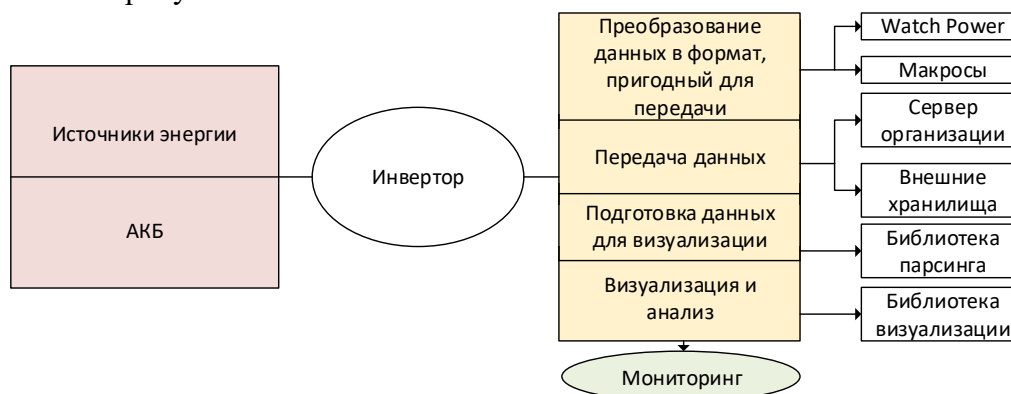 Источники энергии
АКБ
Инвертор
Преобразование
данных в формат,
пригодный для
передачи
Передача данных
Подготовка данных
для визуализации
Визуализация и
анализ
Мониторинг
Watch Power
Макросы
Сервер
организации
Внешние
хранилища
Библиотека
парсинга
Библиотека
визуализации